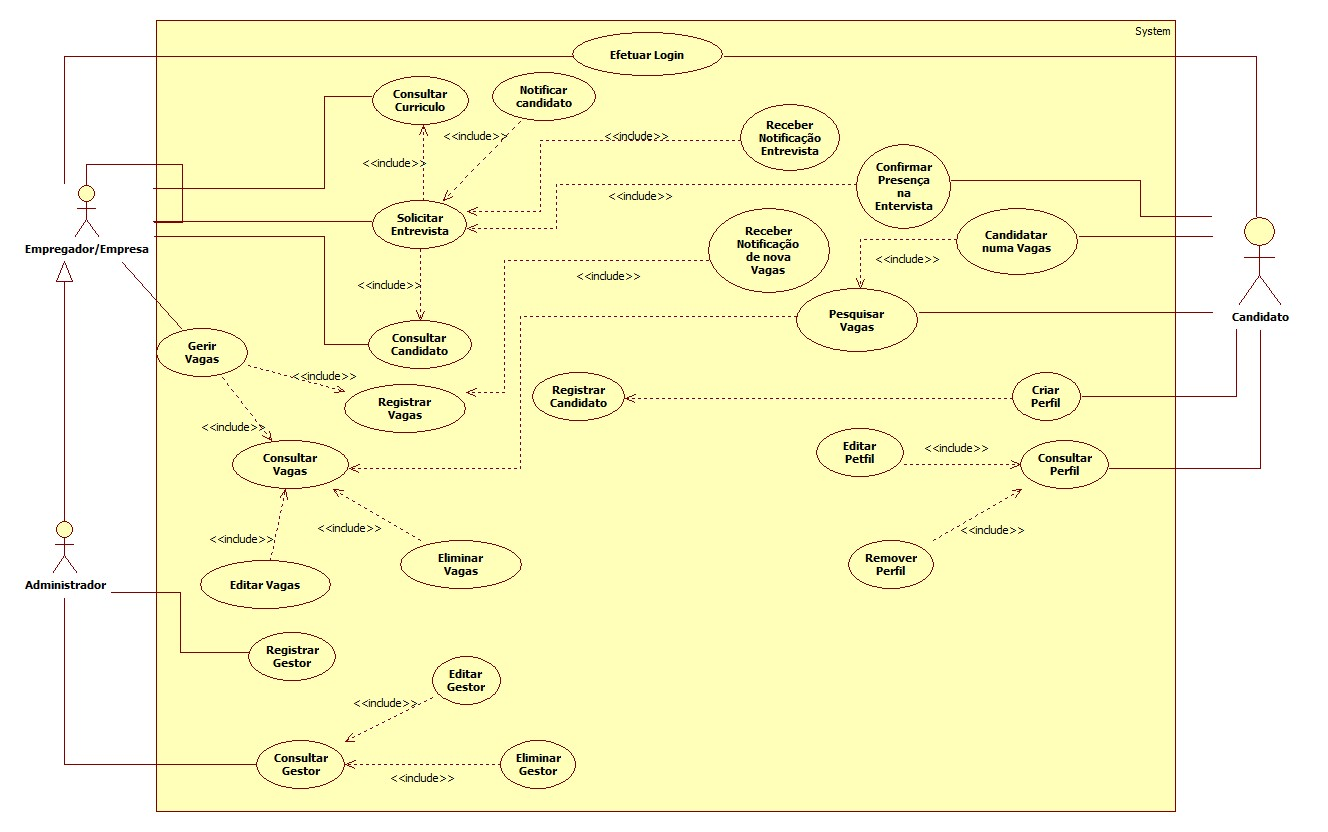 System
Efetuar Login
Consultar
Curriculo
Notificar
candidato
<<include>>
<<include>>
<<include>>
Receber
Notificação
Entrevista
Confirmar
Presença
na
Entervista
<<include>>
Solicitar
Entrevista
Empregador/Empresa
Receber
Notificação
de nova
Vagas
Candidatar
numa Vagas
<<include>>
<<include>>
<<include>>
Pesquisar
Vagas
Candidato
Consultar
Candidato
Gerir
Vagas
<<include>>
Registrar
Vagas
Registrar
Candidato
Criar
Perfil
<<include>>
Consultar
Vagas
Editar
Petfil
<<include>>
Consultar
Perfil
<<include>>
<<include>>
<<include>>
Editar Vagas
Eliminar
Vagas
Remover
Perfil
Administrador
Registrar
Gestor
Editar
Gestor
<<include>>
Consultar
Gestor
Eliminar
Gestor
<<include>>